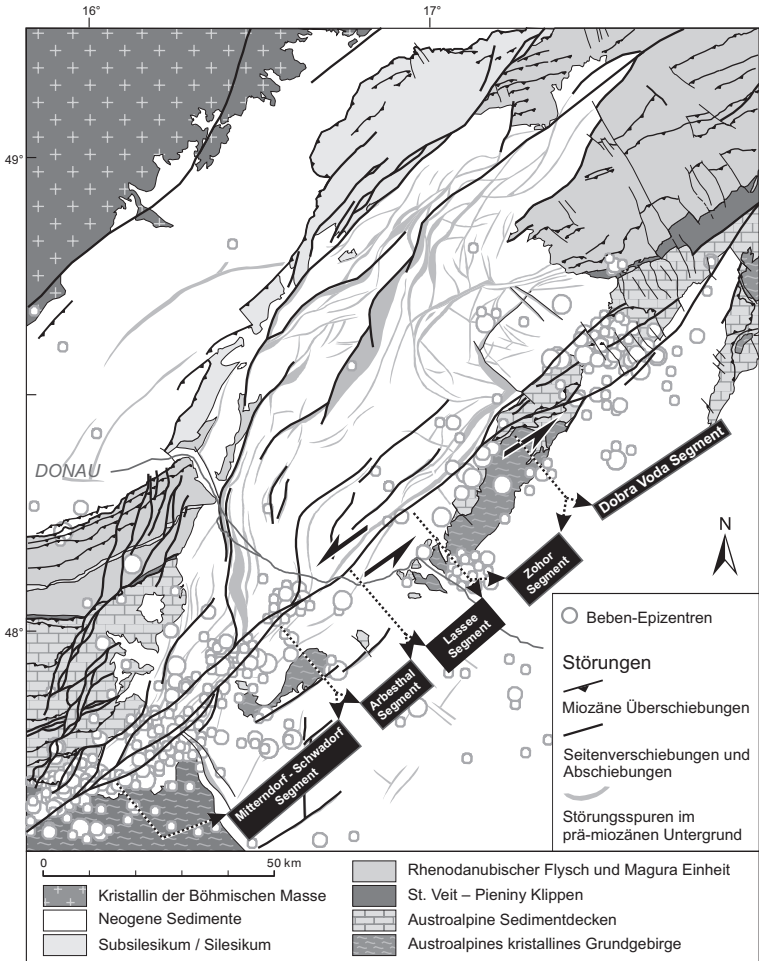 16°
17°
49°
DONAU
Dobra Voda Segment
N
Zohor
Segment
48°
Lassee
Segment
Arbesthal
Segment
Mitterndorf - Schwadorf
Segment
Beben-Epizentren
Störungen
Miozäne Überschiebungen
Seitenverschiebungen und
Abschiebungen
Störungsspuren im
prä-miozänen Untergrund
0
50 km
Kristallin der Böhmischen Masse
Neogene Sedimente
Subsilesikum / Silesikum
Rhenodanubischer Flysch und Magura Einheit
St. Veit – Pieniny Klippen
Austroalpine Sedimentdecken
Austroalpines kristallines Grundgebirge